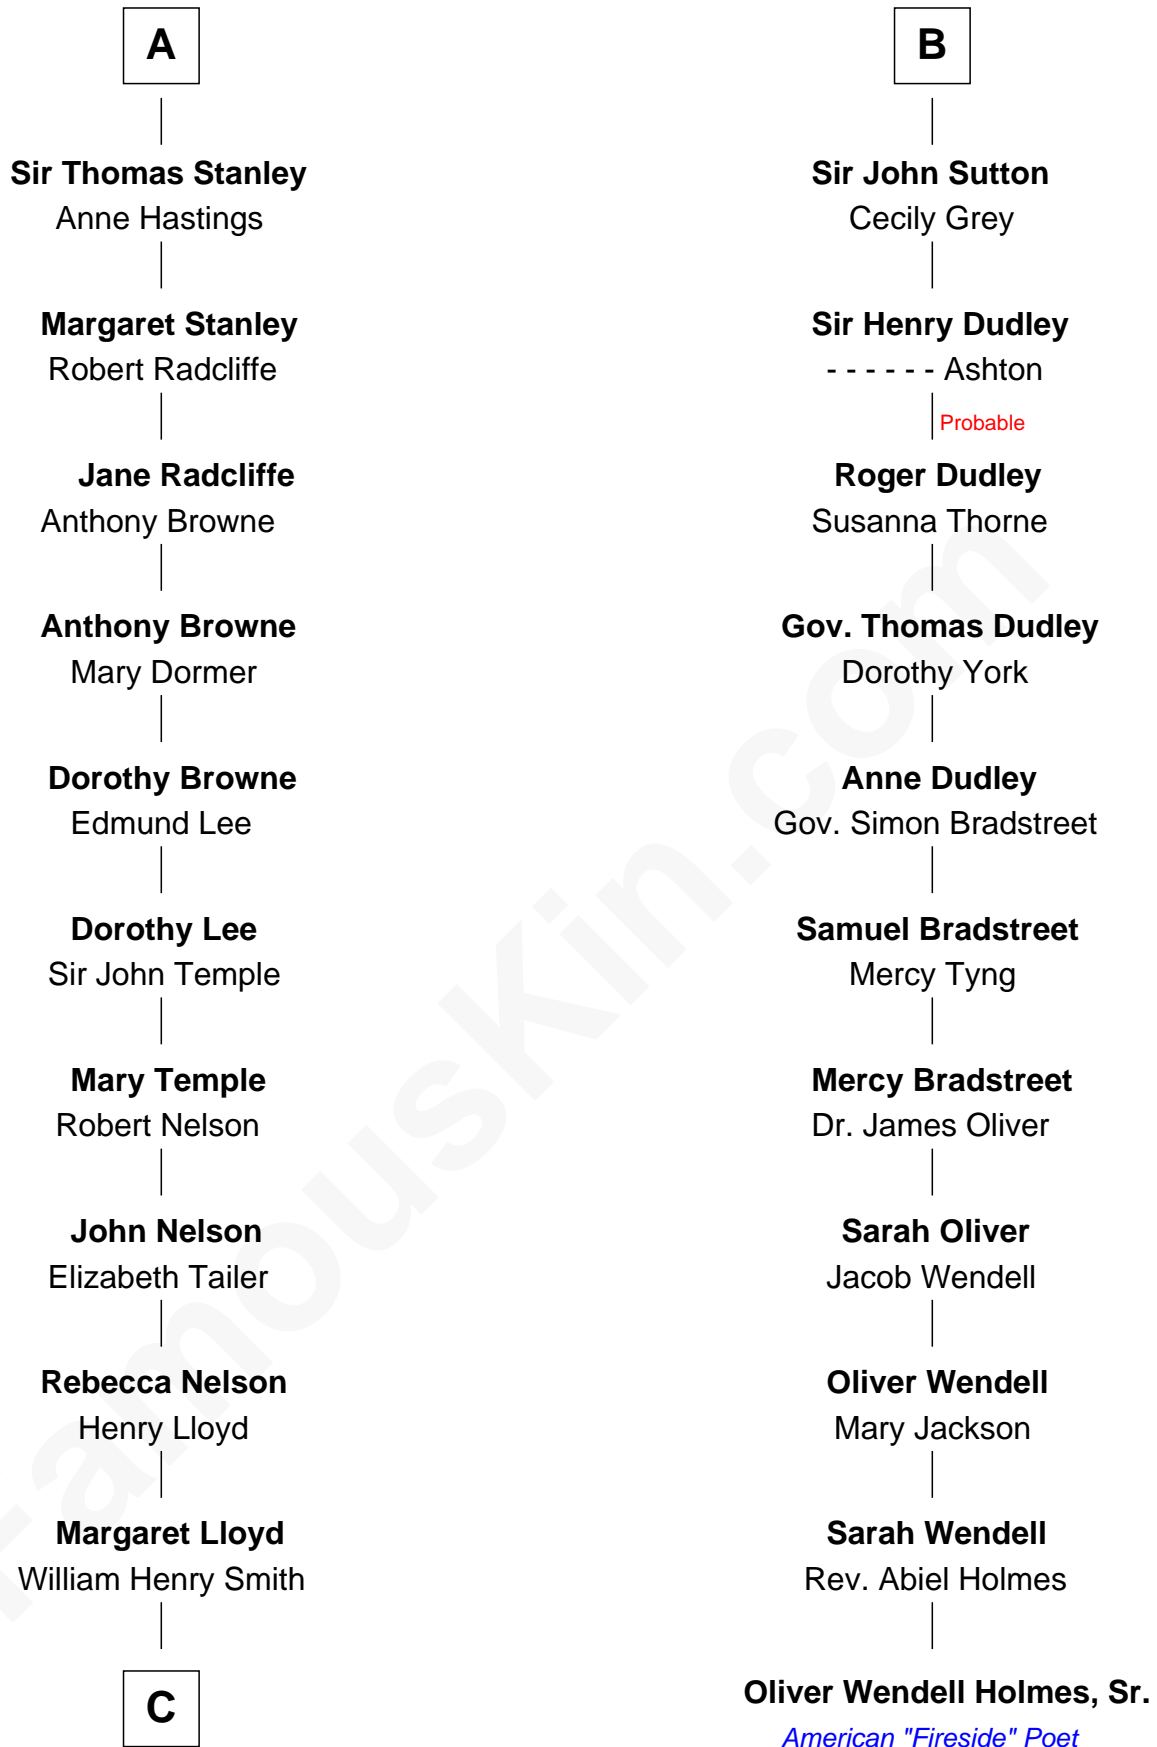 A
Sir Thomas Stanley
Anne Hastings
Margaret Stanley
Robert Radcliffe
Jane Radcliffe
Anthony Browne
Anthony Browne
Mary Dormer
Dorothy Browne
Edmund Lee
Dorothy Lee
Sir John Temple
Mary Temple
Robert Nelson
John Nelson
Elizabeth Tailer
Rebecca Nelson
Henry Lloyd
Margaret Lloyd
William Henry Smith
C
B
Sir John Sutton
Cecily Grey
Sir Henry Dudley
- - - - - - Ashton
Probable
Roger Dudley
Susanna Thorne
Gov. Thomas Dudley
Dorothy York
Anne Dudley
Gov. Simon Bradstreet
Samuel Bradstreet
Mercy Tyng
Mercy Bradstreet
Dr. James Oliver
Sarah Oliver
Jacob Wendell
Oliver Wendell
Mary Jackson
Sarah Wendell
Rev. Abiel Holmes
Oliver Wendell Holmes, Sr.
American "Fireside" Poet
FamousKin.com